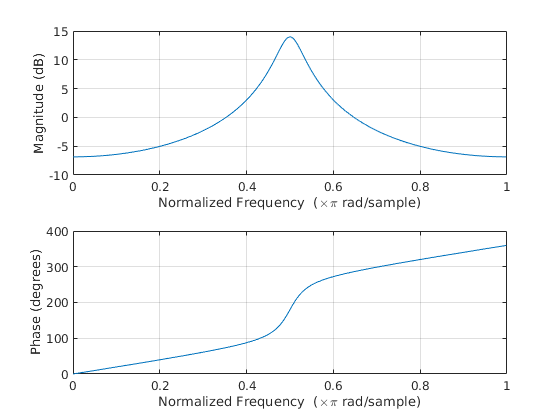 15
10
5
0
-5
-10
Magnitude (dB)
0 0.2 0.4 0.6 0.8 1
Normalized Frequency (×π rad/sample)
400
300
200
100
0
Phase (degrees)
0 0.2 0.4 0.6 0.8 1
Normalized Frequency (×π rad/sample)